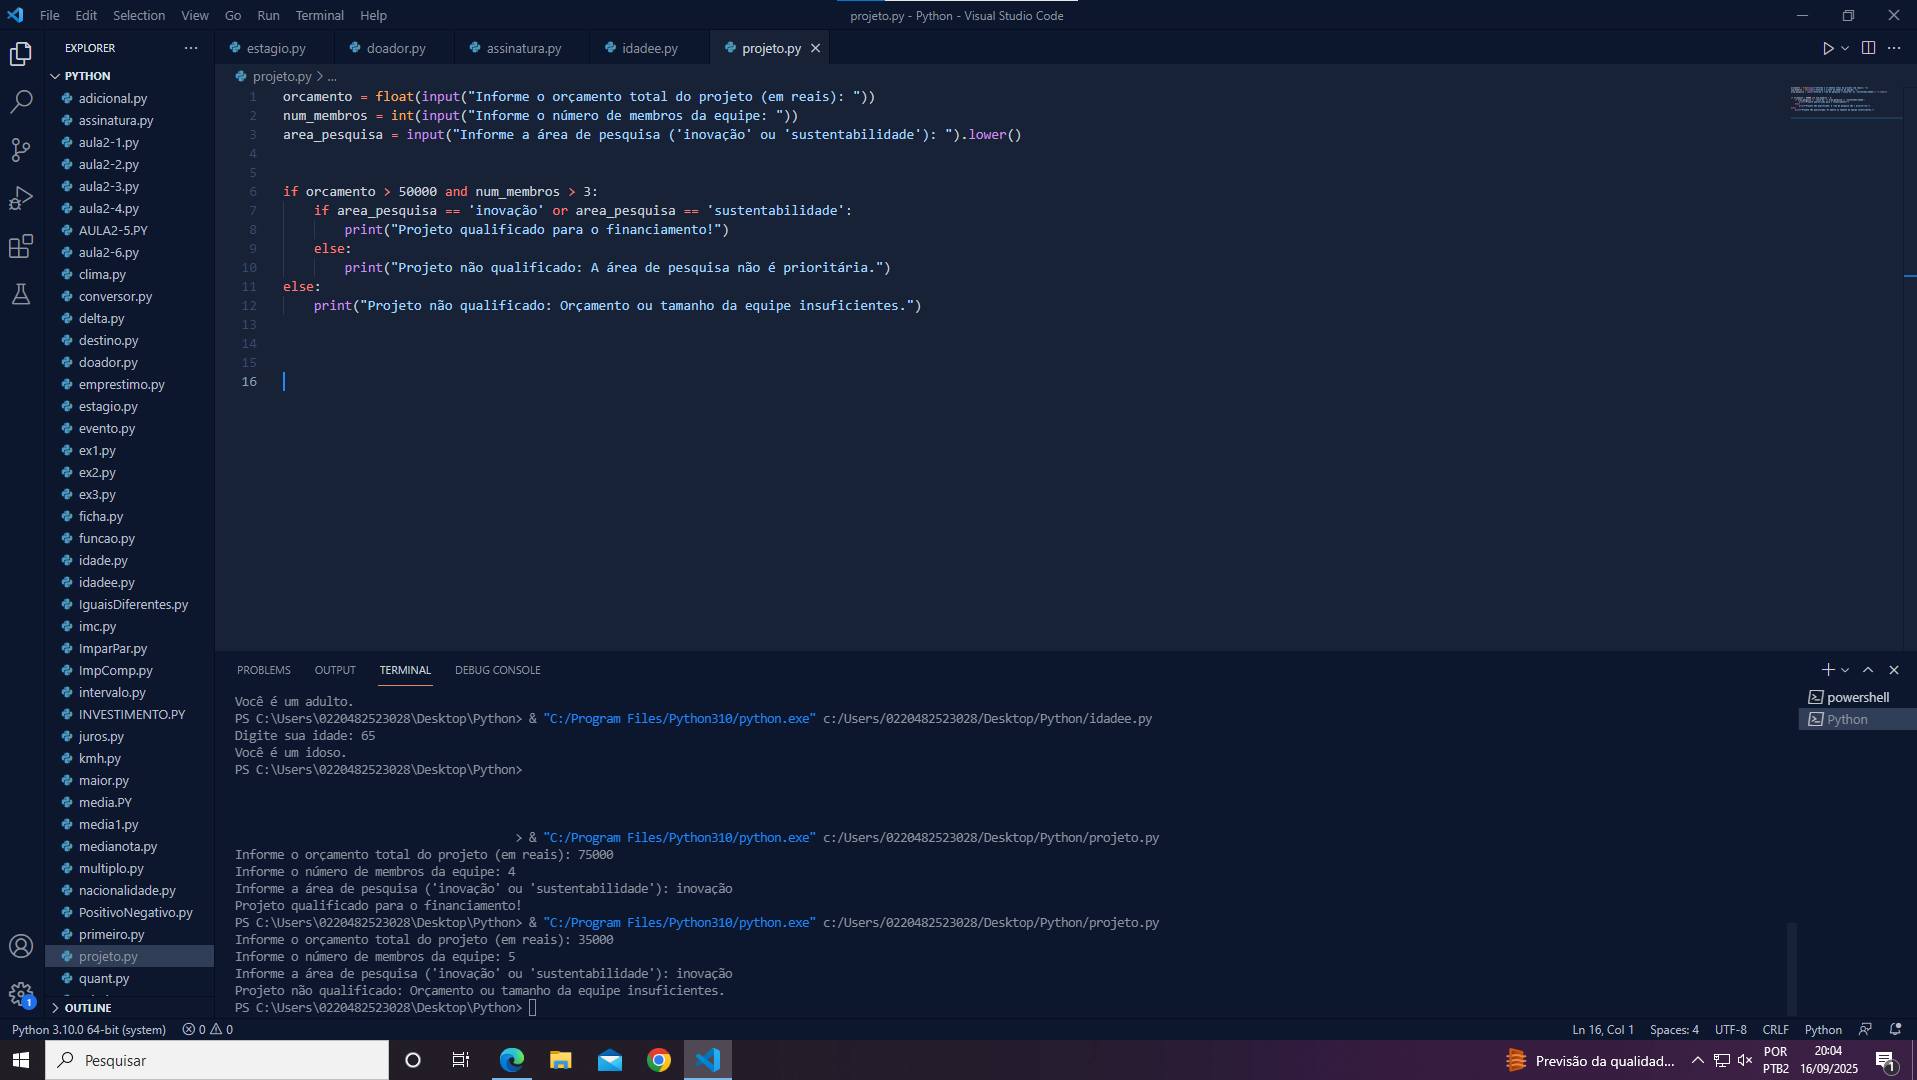 File Edit Selection View Go Run Terminal Help
projeto.py - Python - Visual Studio Code
EXPLORER ...
PYTHON
adicional.py
assinatura.py
aula2-1.py
aula2-2.py
aula2-3.py
aula2-4.py
AULA2-5.PY
aula2-6.py
clima.py
conversor.py
delta.py
destino.py
doador.py
emprestimo.py
estagio.py
evento.py
ex1.py
ex2.py
ex3.py
ficha.py
funcao.py
idade.py
idadee.py
IguaisDiferentes.py
imc.py
ImparPar.py
ImpComp.py
intervalo.py
INVESTIMENTO.PY
juros.py
kmh.py
maior.py
media.PY
media1.py
medianota.py
multiplo.py
nacionalidade.py
PositivoNegativo.py
primeiro.py
projeto.py
quant.py
OUTLINE
estagio.py doador.py assinatura.py idadee.py projeto.py
projeto.py > ...
1 orcamento = float(input("Informe o orçamento total do projeto (em reais): "))
2 num_membros = int(input("Informe o número de membros da equipe: "))
3 area_pesquisa = input("Informe a área de pesquisa ('inovação' ou 'sustentabilidade'): ").lower()
4
5
6 if orcamento > 50000 and num_membros > 3:
7     if area_pesquisa == 'inovação' or area_pesquisa == 'sustentabilidade':
8         print("Projeto qualificado para o financiamento!")
9     else:
10         print("Projeto não qualificado: A área de pesquisa não é prioritária.")
11 else:
12     print("Projeto não qualificado: Orçamento ou tamanho da equipe insuficientes.")
13
14
15
16
PROBLEMS OUTPUT TERMINAL DEBUG CONSOLE
Você é um adulto.
PS C:\Users\0220482523028\Desktop\Python> & "C:/Program Files/Python310/python.exe" c:/Users/0220482523028/Desktop/Python/idadee.py
Digite sua idade: 65
Você é um idoso.
PS C:\Users\0220482523028\Desktop\Python>
> & "C:/Program Files/Python310/python.exe" c:/Users/0220482523028/Desktop/Python/projeto.py
Informe o orçamento total do projeto (em reais): 75000
Informe o número de membros da equipe: 4
Informe a área de pesquisa ('inovação' ou 'sustentabilidade'): inovação
Projeto qualificado para o financiamento!
PS C:\Users\0220482523028\Desktop\Python> & "C:/Program Files/Python310/python.exe" c:/Users/0220482523028/Desktop/Python/projeto.py
Informe o orçamento total do projeto (em reais): 35000
Informe o número de membros da equipe: 5
Informe a área de pesquisa ('inovação' ou 'sustentabilidade'): inovação
Projeto não qualificado: Orçamento ou tamanho da equipe insuficientes.
PS C:\Users\0220482523028\Desktop\Python>
powershell
Python
1
Python 3.10.0 64-bit (system) 0 0 Ln 16, Col 1 Spaces: 4 UTF-8 CRLF Python
Pesquisar
Previsão da qualidad...
POR
PTB2
20:04
16/09/2025
1